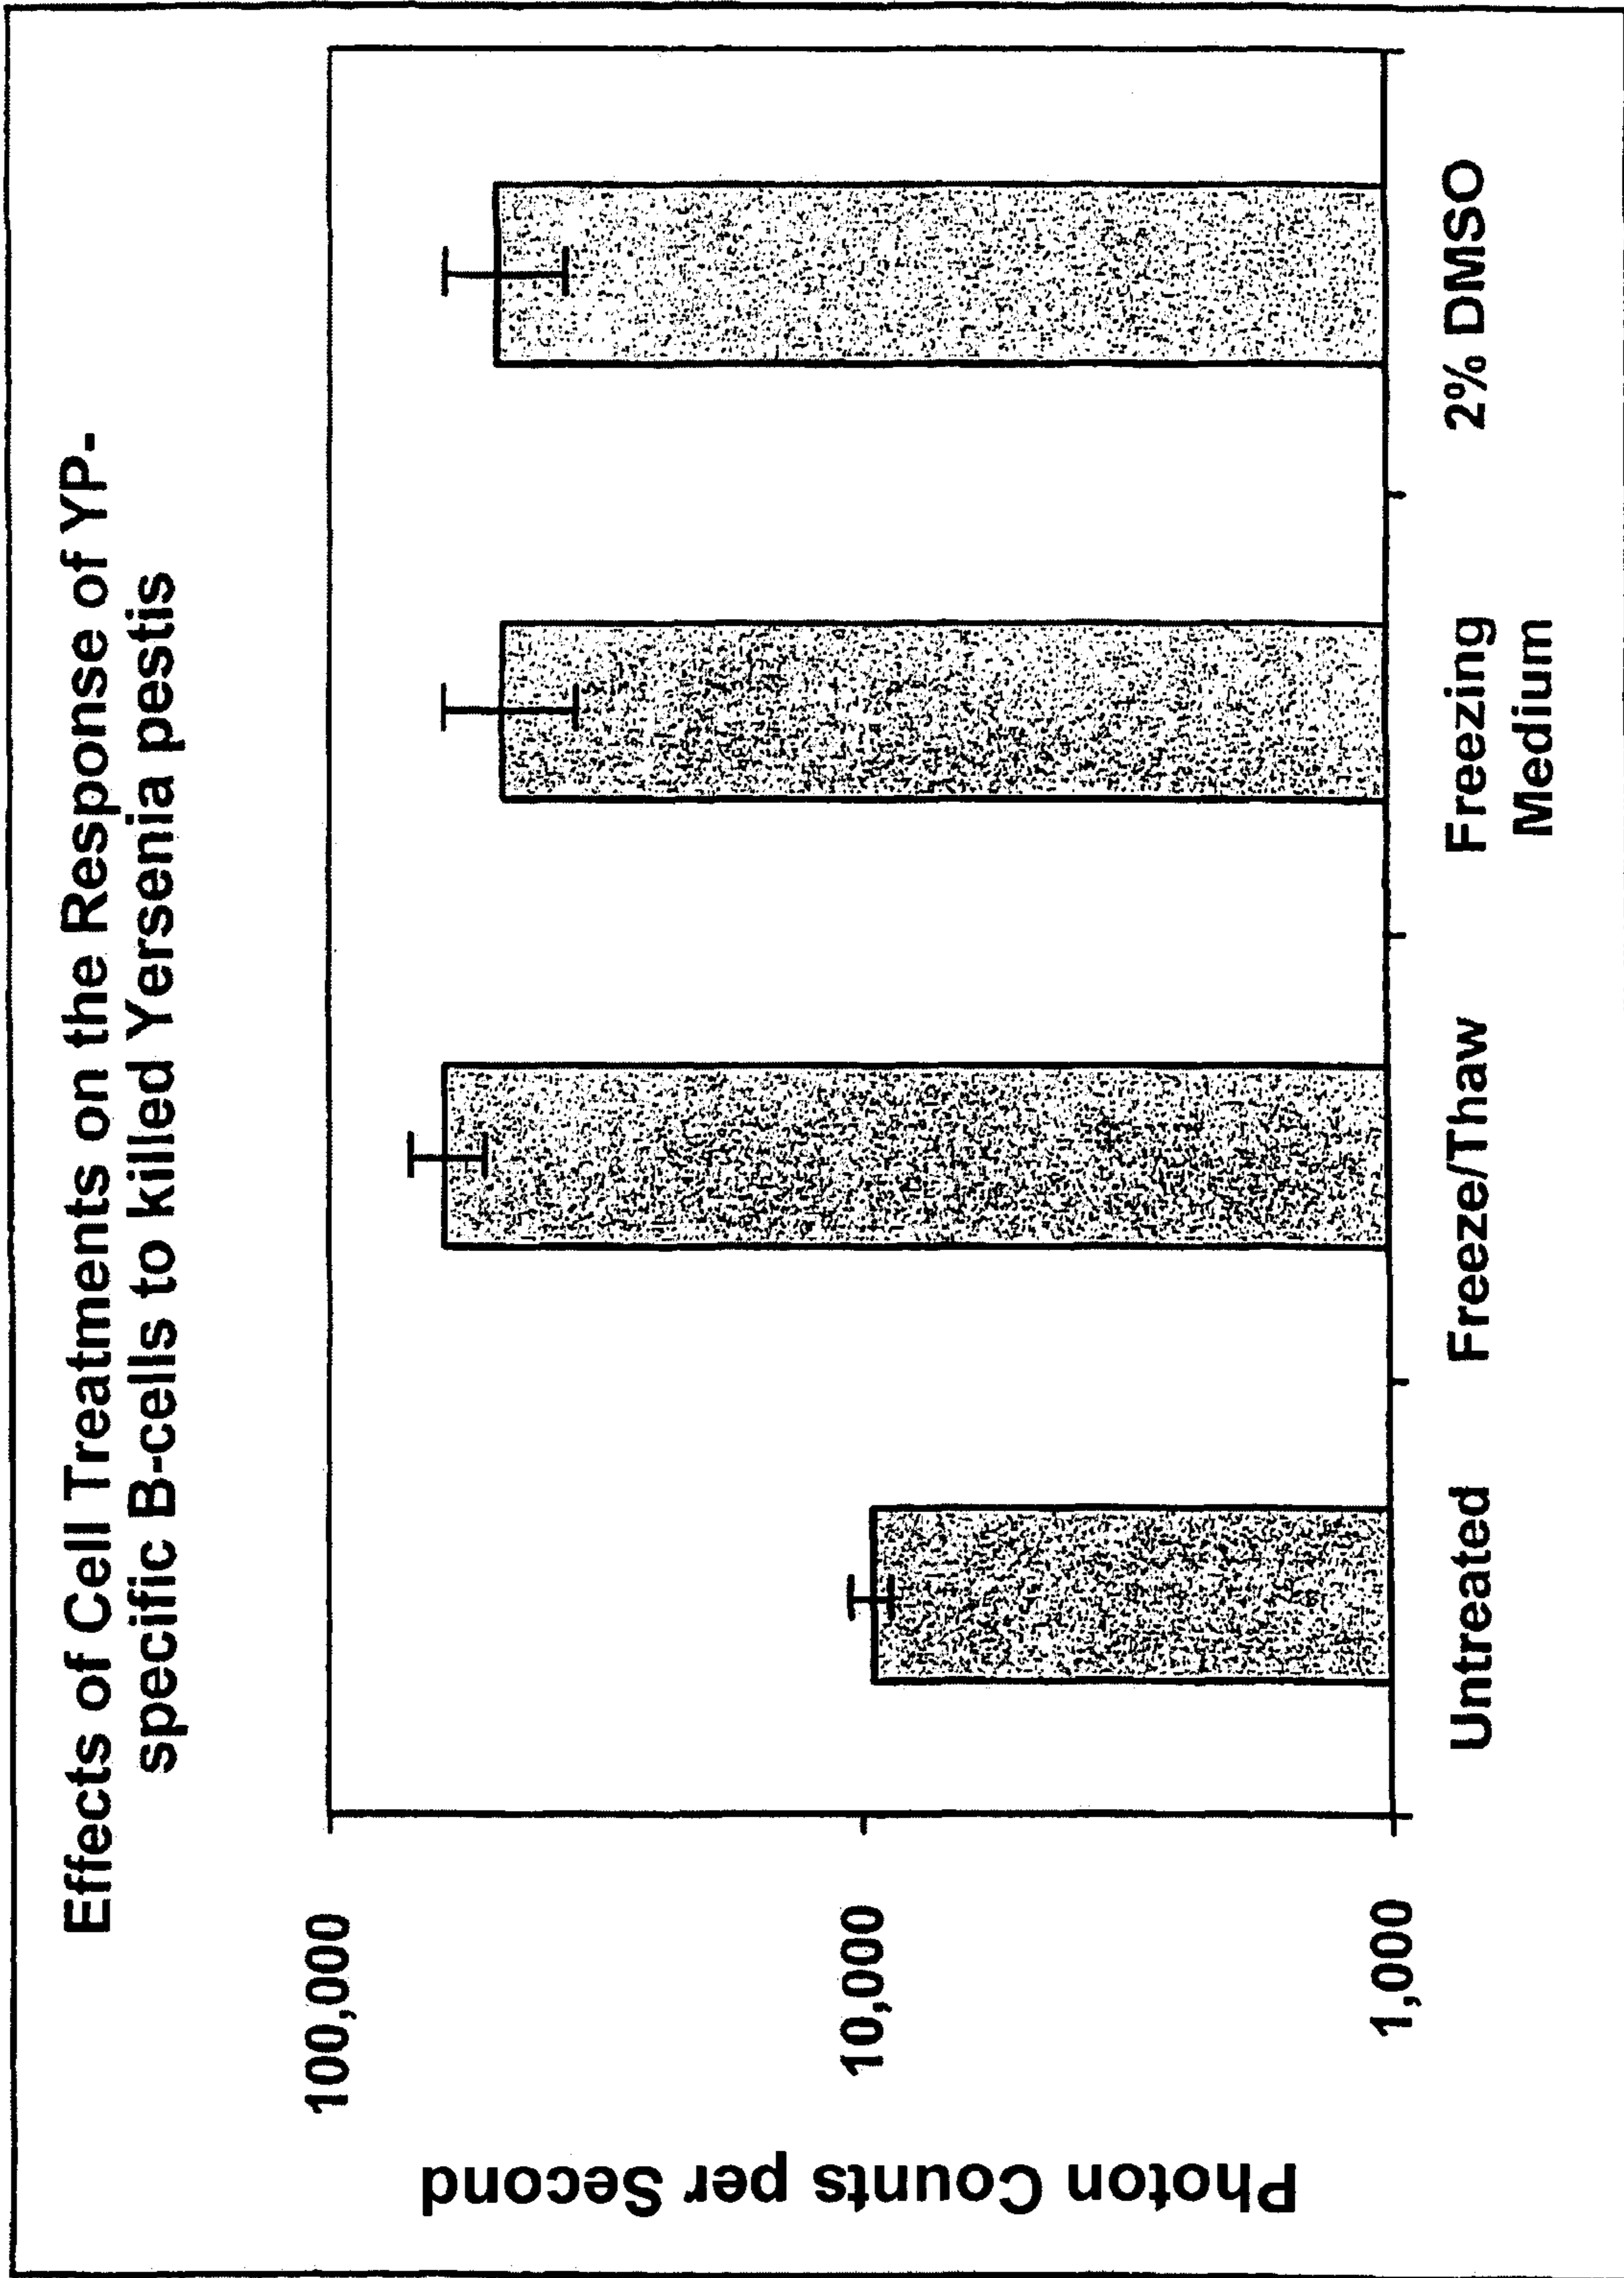 Effects of Cell Treatments on the Response of YP-
specific B-cells to killed Yersenia pestis
Photon Counts per Second
100,000
10,000
1,000
Untreated
Freeze/Thaw
Freezing
Medium
2% DMSO